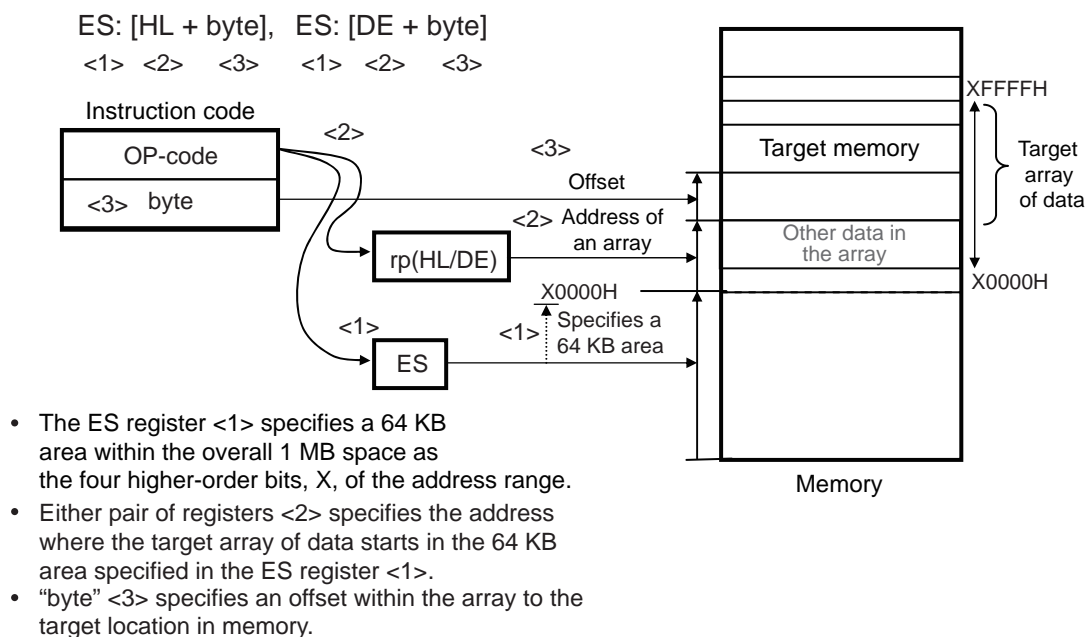 ES: [HL + byte], ES: [DE + byte]
<1> <2> <3> <1> <2> <3>
Instruction code
OP-code
<3> byte
<2>
<3>
Offset
<2> Address of
an array
rp(HL/DE)
X0000H
<1> Specifies a
64 KB area
<1>
ES
XFFFFH
Target memory
Target
array
of data
Other data in
the array
X0000H
Memory
• The ES register <1> specifies a 64 KB
area within the overall 1 MB space as
the four higher-order bits, X, of the address range.
• Either pair of registers <2> specifies the address
where the target array of data starts in the 64 KB
area specified in the ES register <1>.
• “byte” <3> specifies an offset within the array to the
target location in memory.